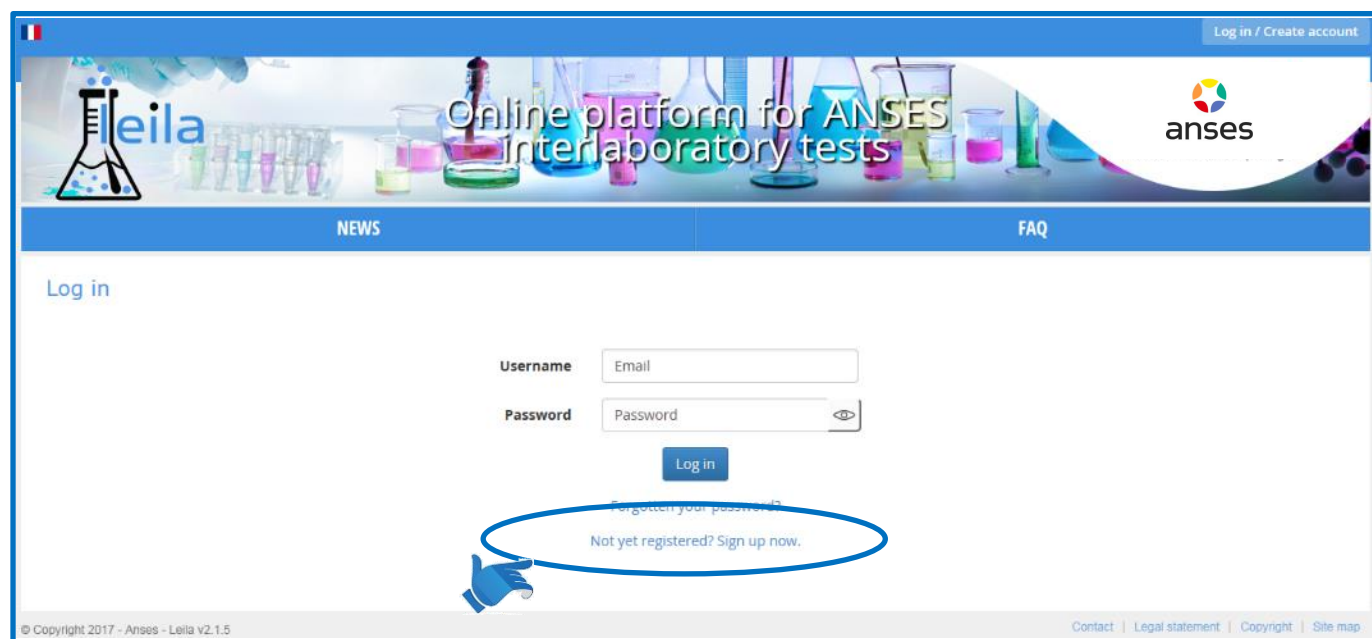 Log in / Create account
leila
Online platform for ANSES
interlaboratory tests
anses
NEWS
FAQ
Log in
Username
Email
Password
Password
Log in
Forgotten your password?
Not yet registered? Sign up now.
© Copyright 2017 - Anses - Leila v2.1.5
Contact | Legal statement | Copyright | Site map